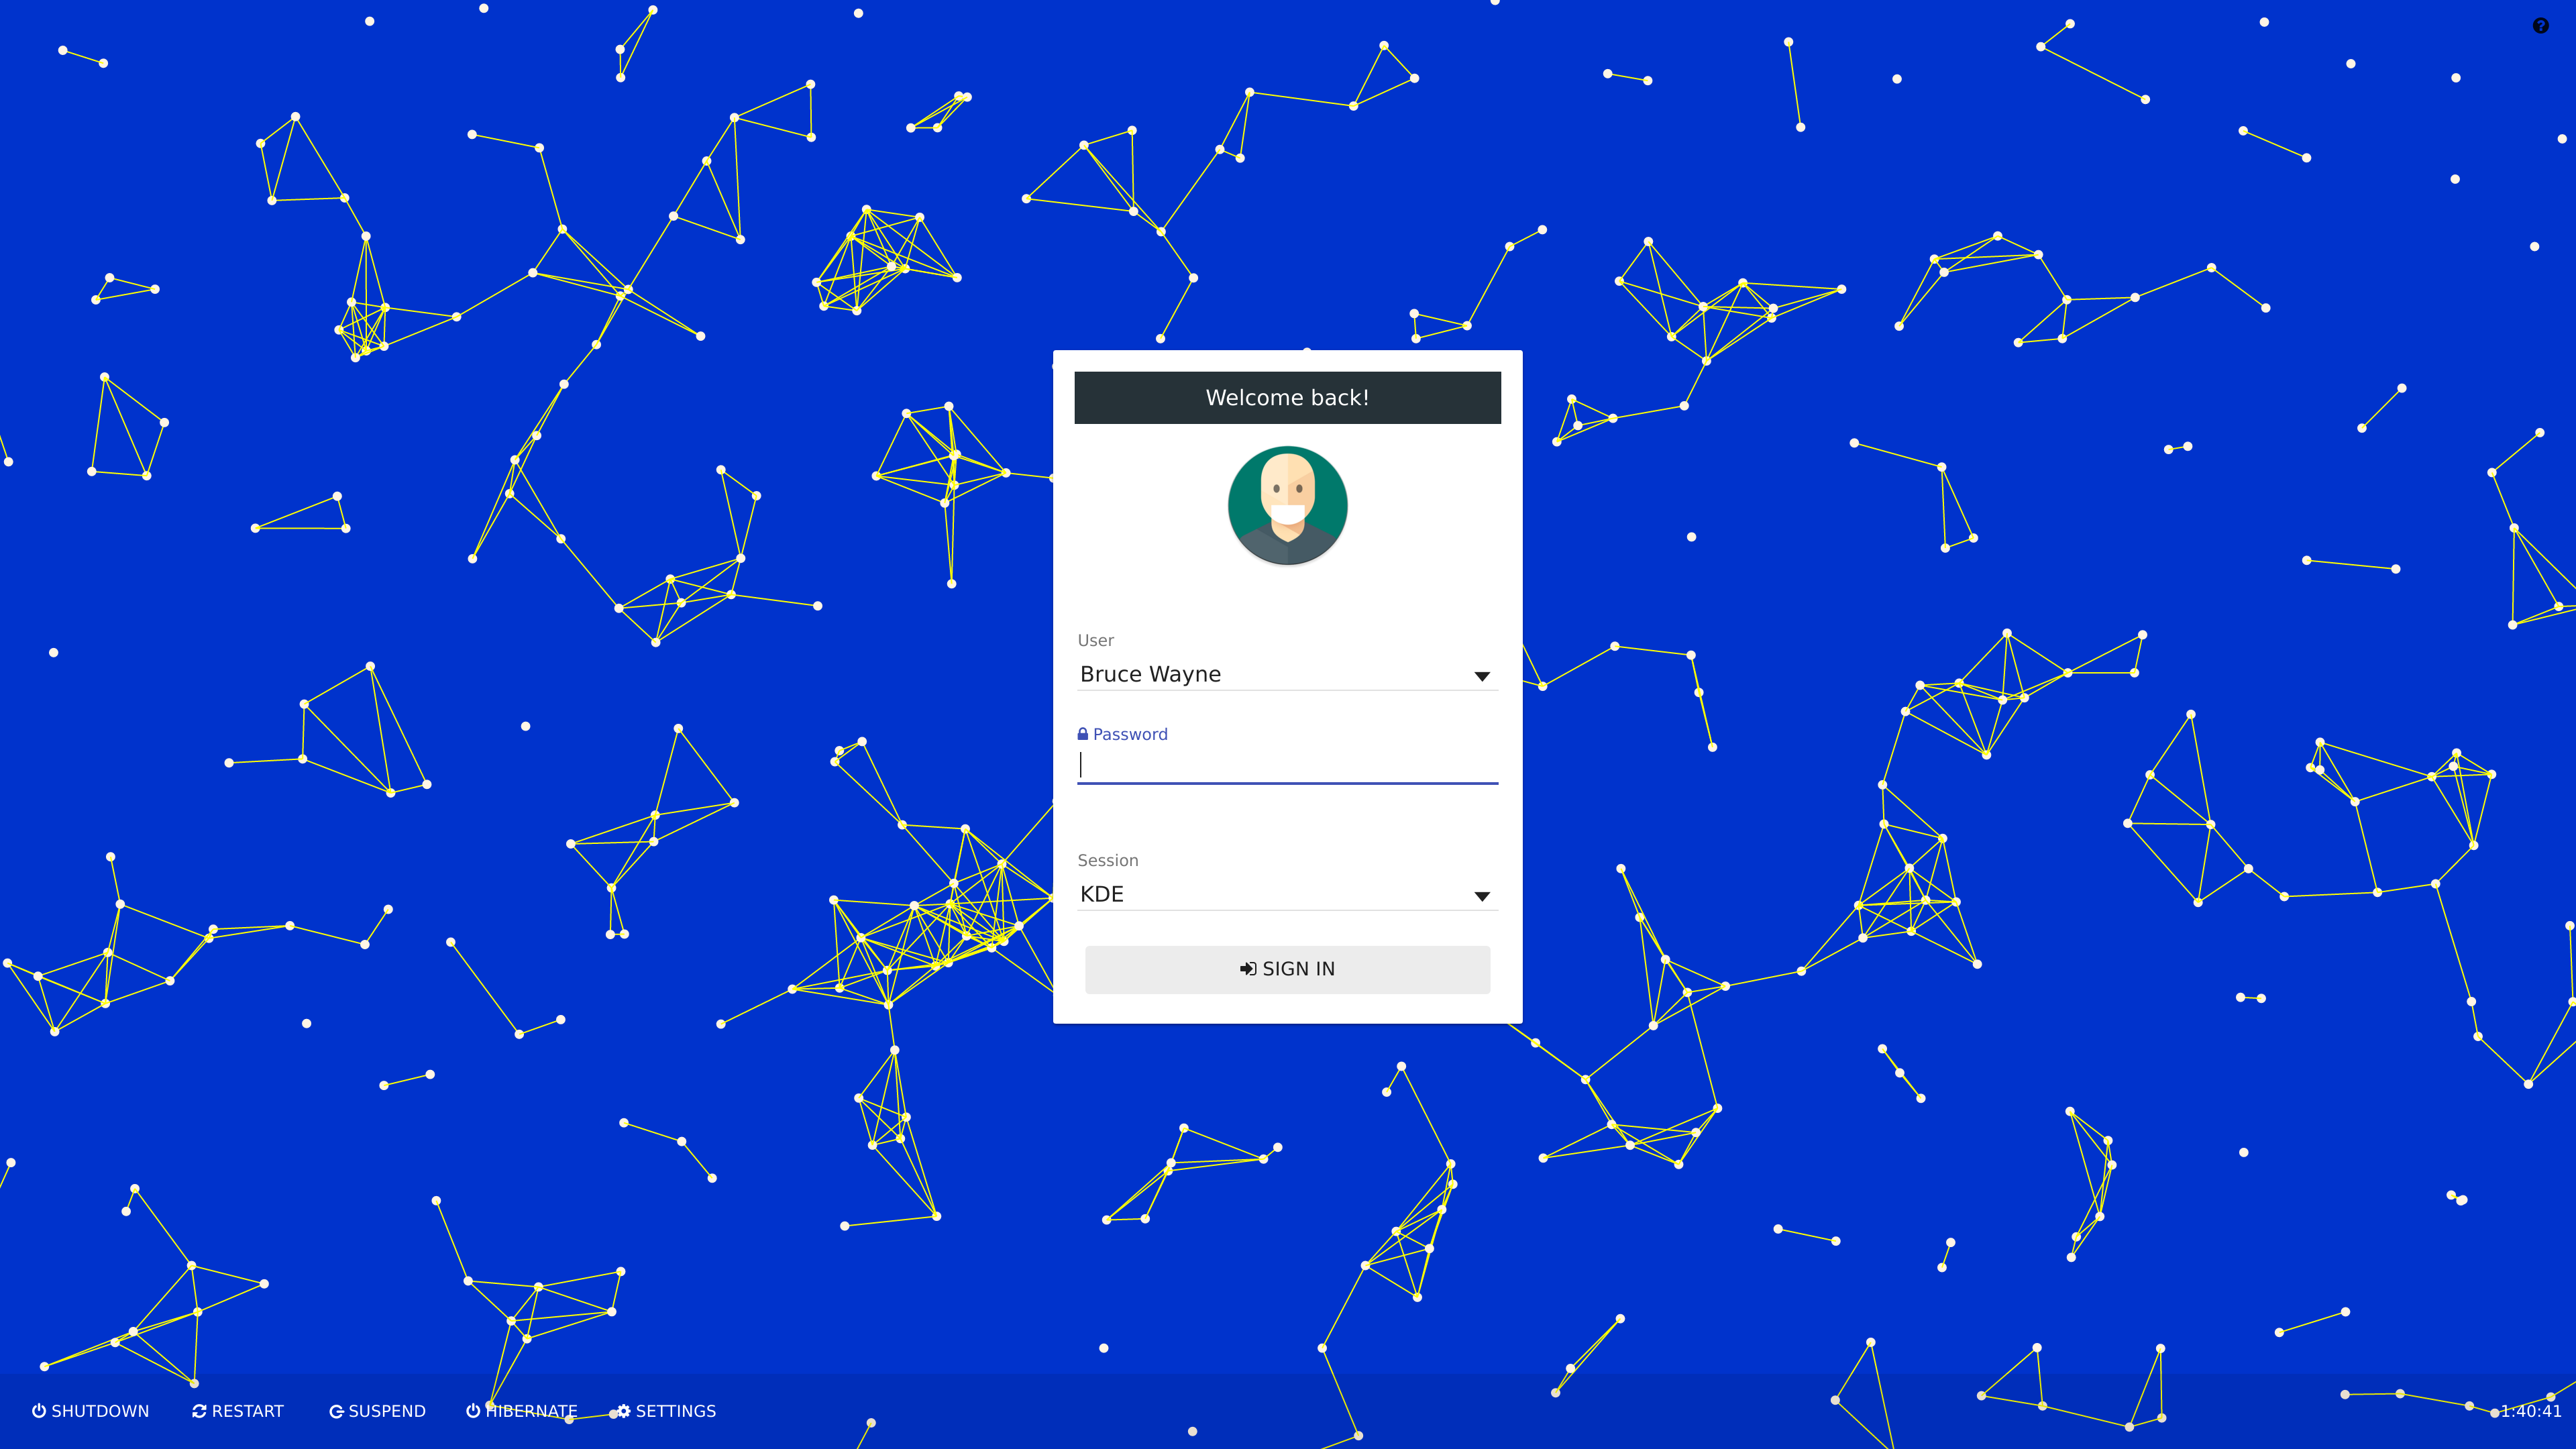 Welcome back!
User
Bruce Wayne
Password
Session
KDE
SIGN IN
SHUTDOWN RESTART SUSPEND HIBERNATE SETTINGS 1:40:41